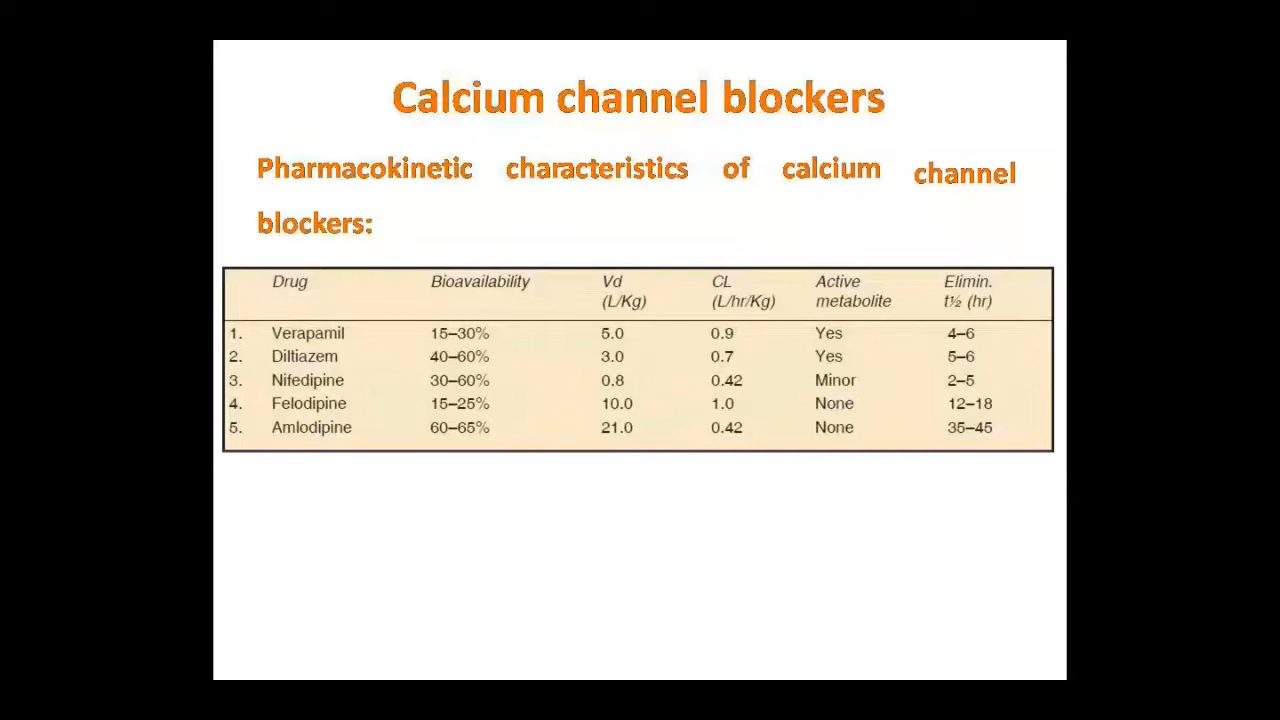 Calcium channel blockers
Pharmacokinetic characteristics of calcium channel
blockers:
Drug Bioavailability Vd CL Active Elimin.
(L/Kg) (L/hr/Kg) metabolite t½ (hr)
1. Verapamil 15–30% 5.0 0.9 Yes 4–6
2. Diltiazem 40–60% 3.0 0.7 Yes 5–6
3. Nifedipine 30–60% 0.8 0.42 Minor 2–5
4. Felodipine 15–25% 10.0 1.0 None 12–18
5. Amlodipine 60–65% 21.0 0.42 None 35–45